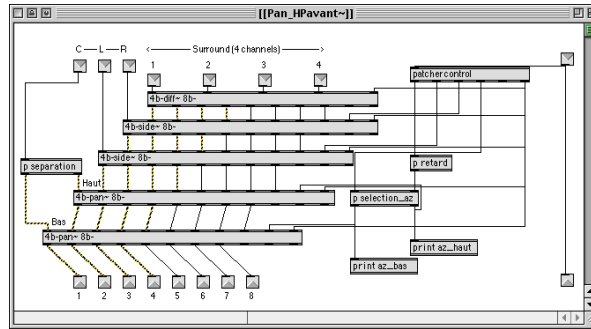 [[Pan_HPavant~]]
C — L — R
Surround (4 channels)
1 2 3 4
4b-diff~ 8b-
patcher control
4b-side~ 8b-
4b-side~ 8b-
p separation
p retard
Haut
4b-pan~ 8b-
p selection_az
Bas
4b-pan~ 8b-
print az_haut
print az_bas
1 2 3 4 5 6 7 8